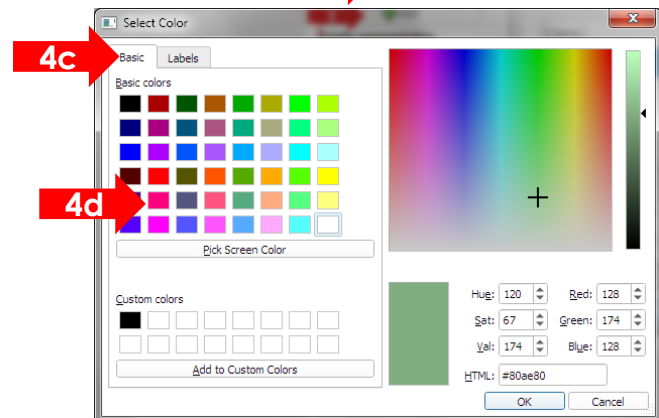 Select Color
4c
Basic
Labels
Basic colors
4d
Pick Screen Color
Custom colors
Add to Custom Colors
Hue: 120
Red: 128
Sat: 67
Green: 174
Val: 174
Blue: 128
HTML: #80ae80
OK
Cancel